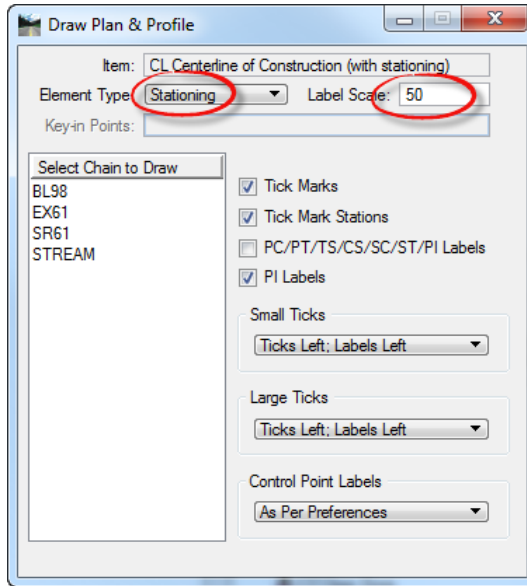 Draw Plan & Profile
Item: CL Centerline of Construction (with stationing)
Element Type: Stationing Label Scale: 50
Key-in Points:
Select Chain to Draw
BL98
EX61
SR61
STREAM
Tick Marks
Tick Mark Stations
PC/PT/TS/CS/SC/ST/PI Labels
PI Labels
Small Ticks
Ticks Left; Labels Left
Large Ticks
Ticks Left; Labels Left
Control Point Labels
As Per Preferences